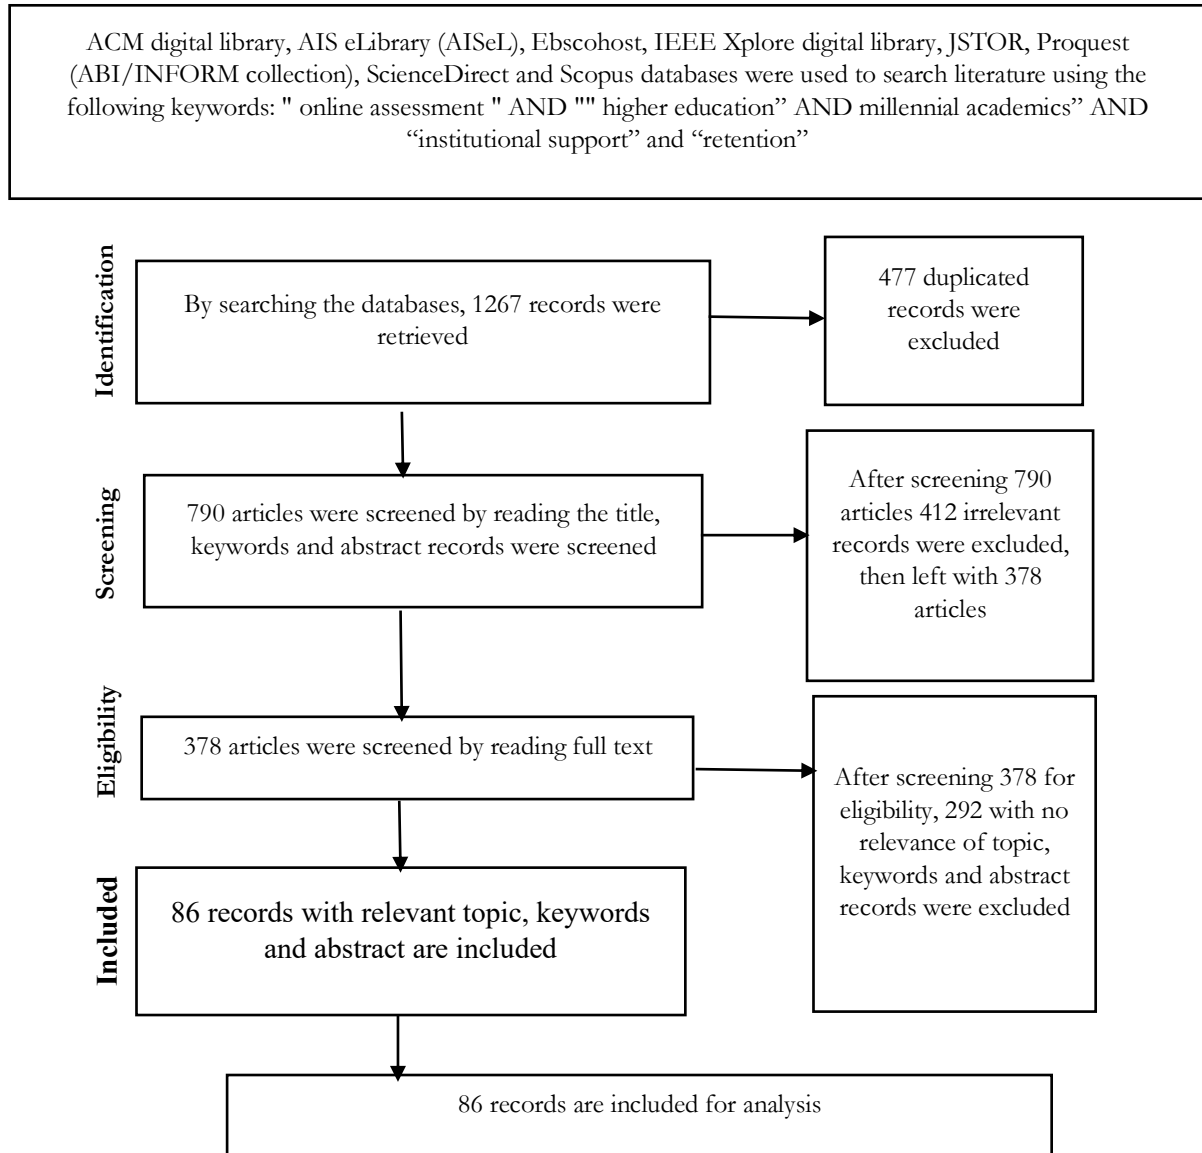 ACM digital library, AIS eLibrary (AISeL), Ebscohost, IEEE Xplore digital library, JSTOR, Proquest
(ABI/INFORM collection), ScienceDirect and Scopus databases were used to search literature using the
following keywords: " online assessment " AND "" higher education” AND millennial academics” AND
“institutional support” and “retention”
Identification
By searching the databases, 1267 records were
retrieved
477 duplicated
records were
excluded
Screening
790 articles were screened by reading the title,
keywords and abstract records were screened
After screening 790
articles 412 irrelevant
records were excluded,
then left with 378
articles
Eligibility
378 articles were screened by reading full text
After screening 378 for
eligibility, 292 with no
relevance of topic,
keywords and abstract
records were excluded
Included
86 records with relevant topic, keywords
and abstract are included
86 records are included for analysis